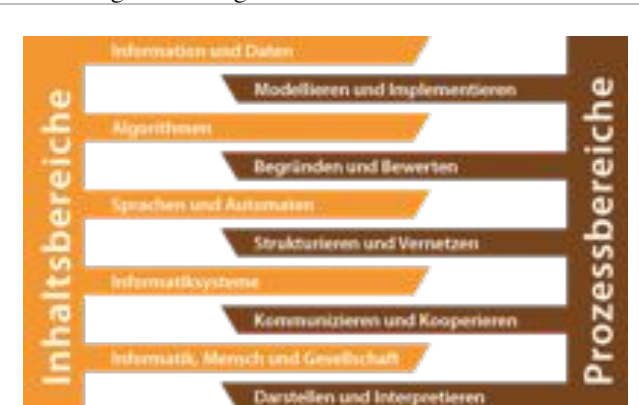 Inhaltsbereiche
Information und Daten
Modellieren und Implementieren
Algorithmen
Begründen und Bewerten
Sprachen und Automaten
Strukturieren und Vernetzen
Informatiksysteme
Kommunizieren und Kooperieren
Informatik, Mensch und Gesellschaft
Darstellen und Interpretieren
Prozessbereiche